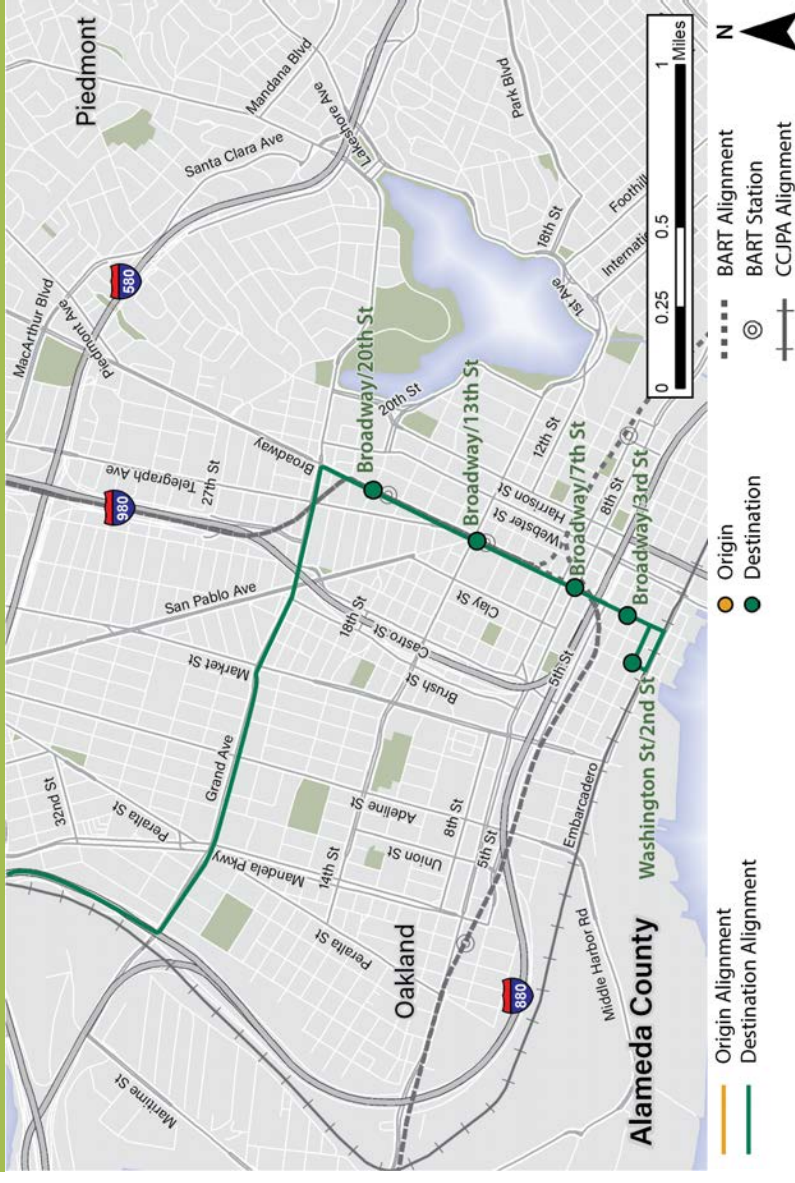 Piedmont
Mandana Blvd
Lakeshore Ave
Santa Clara Ave
Park Blvd
MacArthur Blvd
580
Piedmont Ave
18th St
Foothill
Internatio
1st Ave
Broadway/20th St
20th St
Broadway
Telegraph Ave
27th St
980
Broadway/13th St
12th St
Harrison St
Webster St
8th St
Broadway/7th St
Broadway/3rd St
San Pablo Ave
Clay St
18th St
Castro St
Market St
Brush St
5th St
Washington St/2nd St
Grand Ave
32nd St
Peralta St
Adeline St
8th St
Union St
5th St
Embarcadero
Mandela Pkwy
14th St
Peralta St
Oakland
880
Middle Harbor Rd
Maritime St
Alameda County
0 0.25 0.5 1
Miles
N
Origin Alignment
Destination Alignment
Origin
Destination
BART Alignment
BART Station
CCJPA Alignment